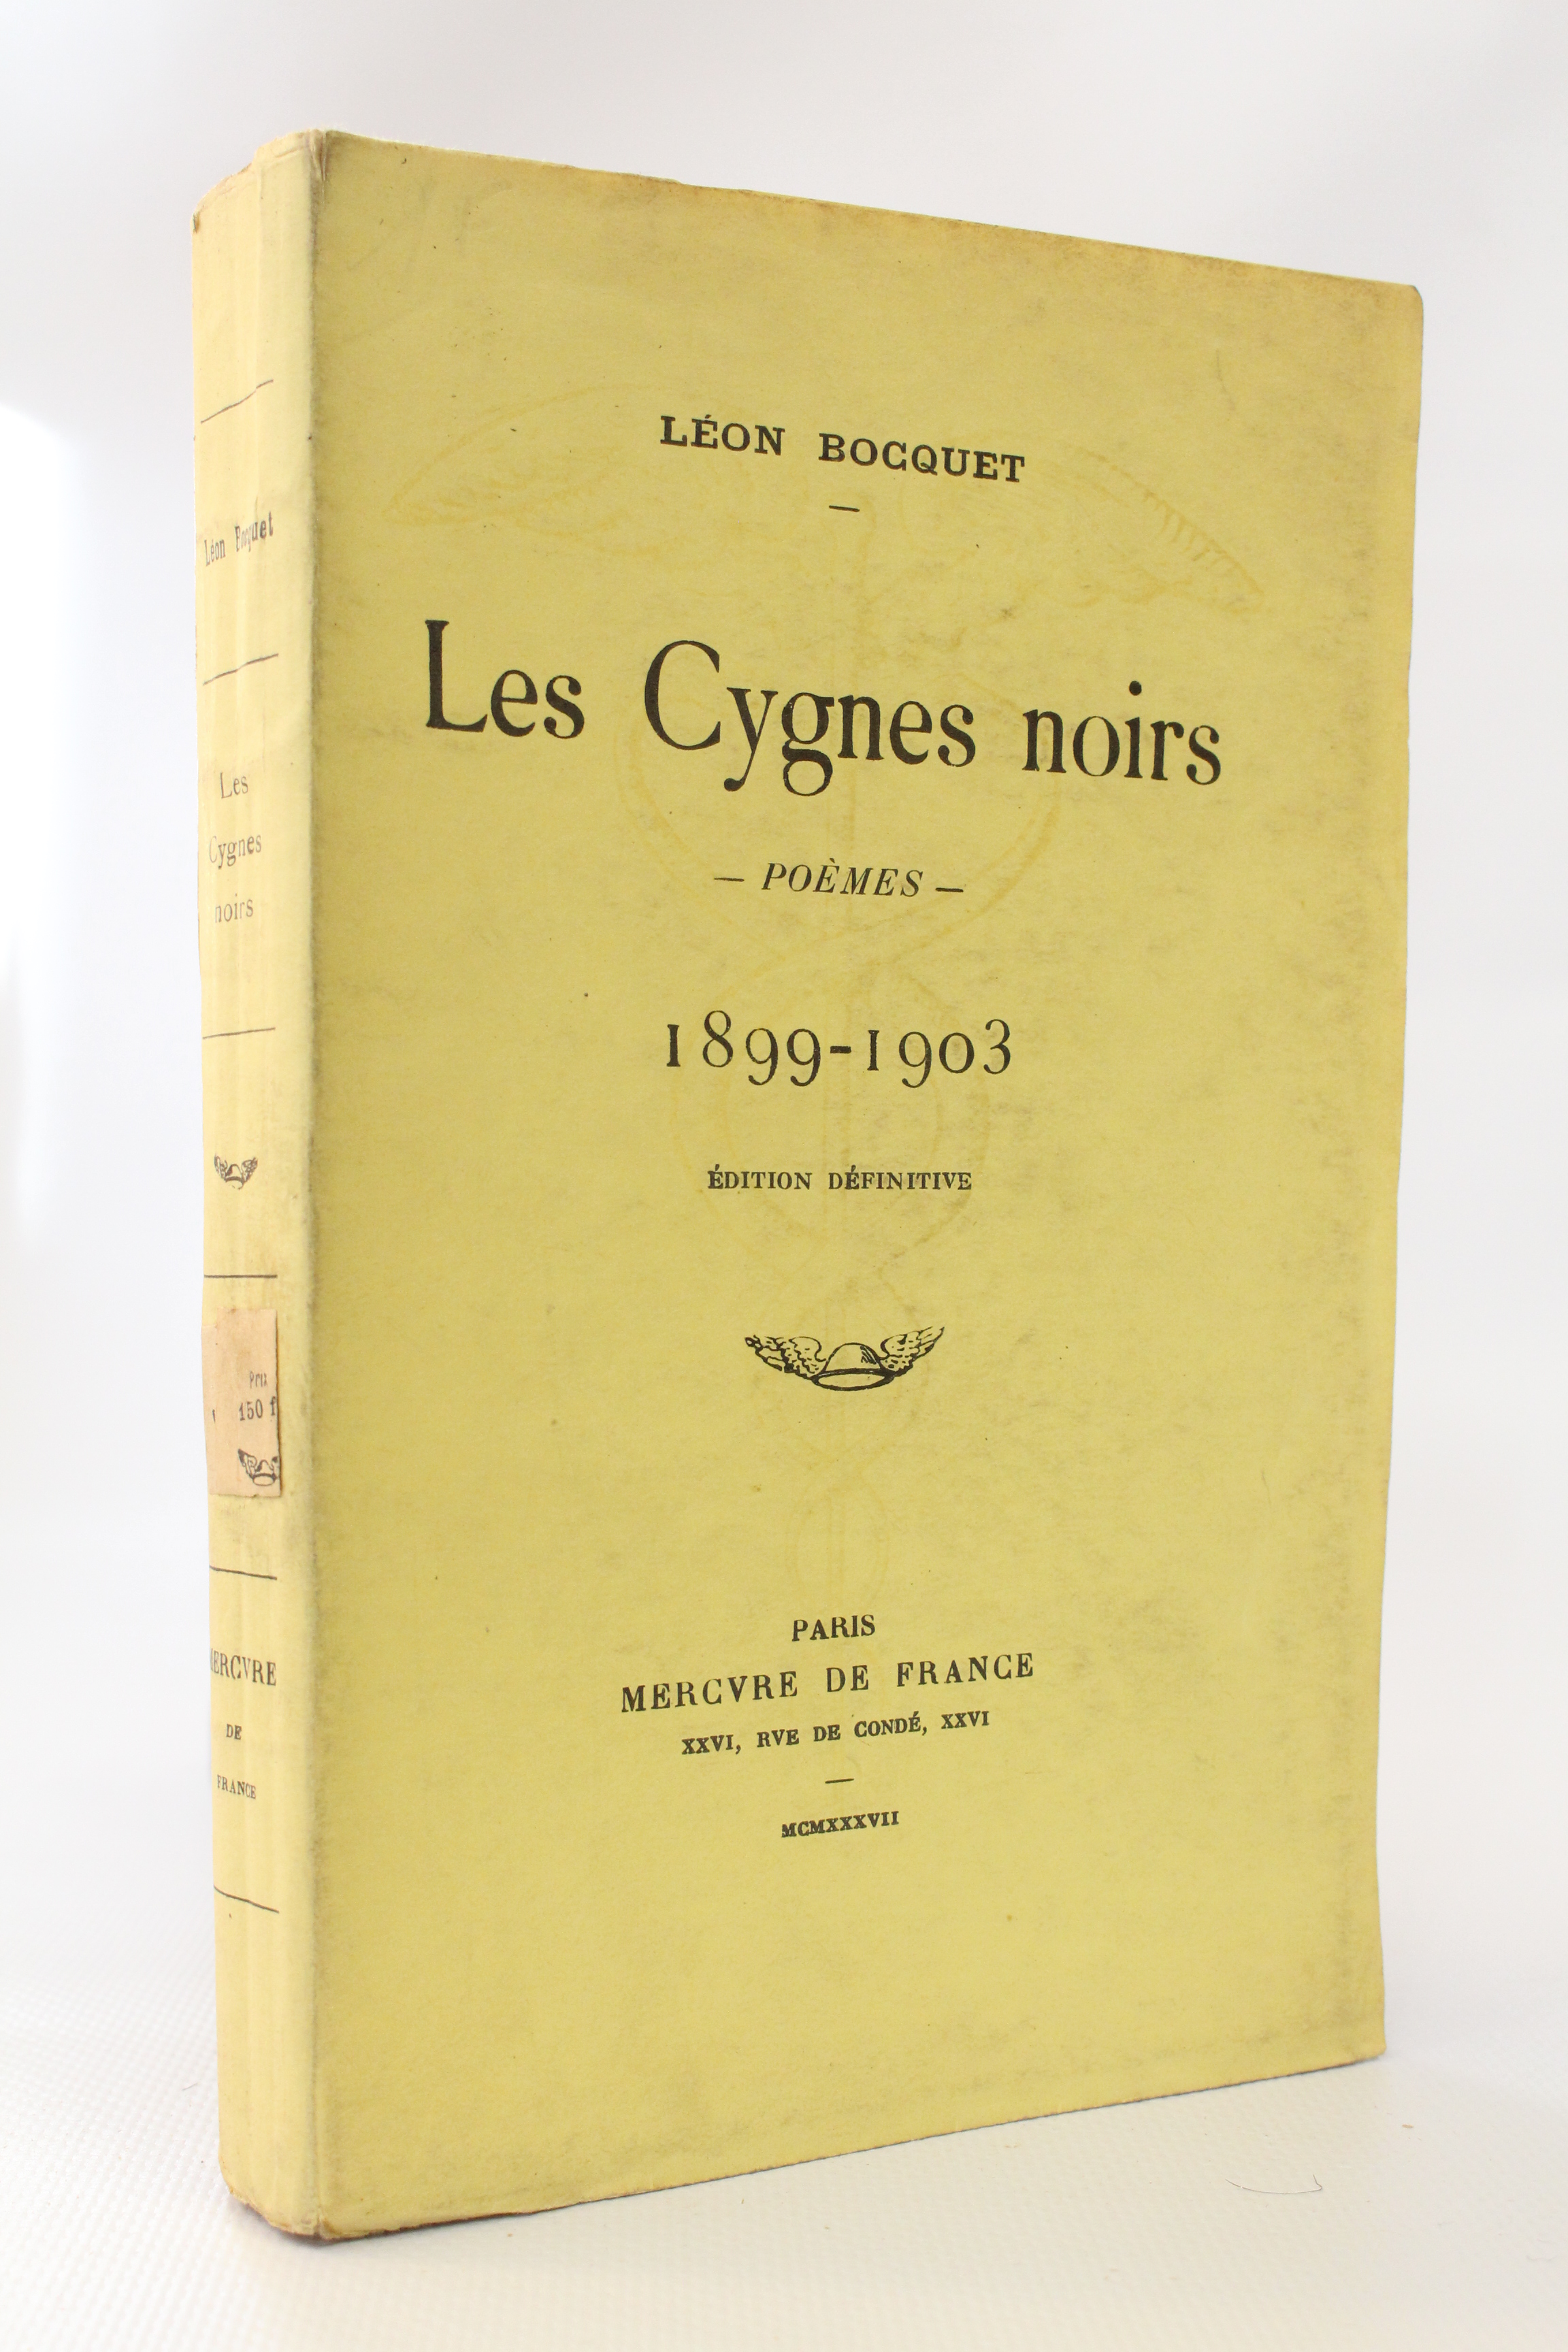 Léon Bocquet
Les
Cygnes
noirs
Prix
150 f
MERCVRE
DE
FRANCE
LÉON BOCQUET
Les Cygnes noirs
— POÈMES —
1899-1903
ÉDITION DÉFINITIVE
PARIS
MERCVRE DE FRANCE
XXVI, RVE DE CONDÉ, XXVI
MCMXXXVII